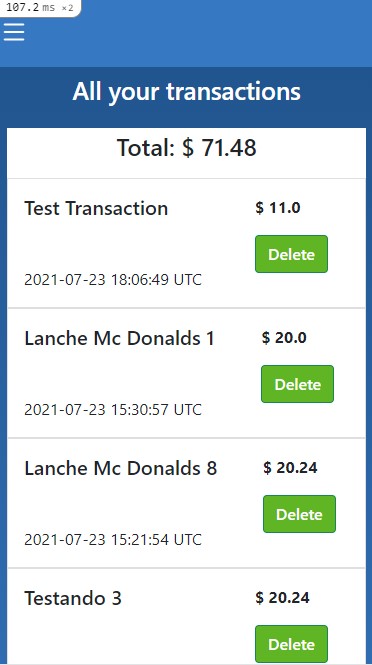 107.2 ms ×2
All your transactions
Total: $ 71.48
Test Transaction
$ 11.0
Delete
2021-07-23 18:06:49 UTC
Lanche Mc Donalds 1
$ 20.0
Delete
2021-07-23 15:30:57 UTC
Lanche Mc Donalds 8
$ 20.24
Delete
2021-07-23 15:21:54 UTC
Testando 3
$ 20.24
Delete